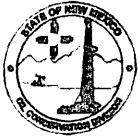 STATE OF NEW MEXICO
OIL CONSERVATION DIVISION